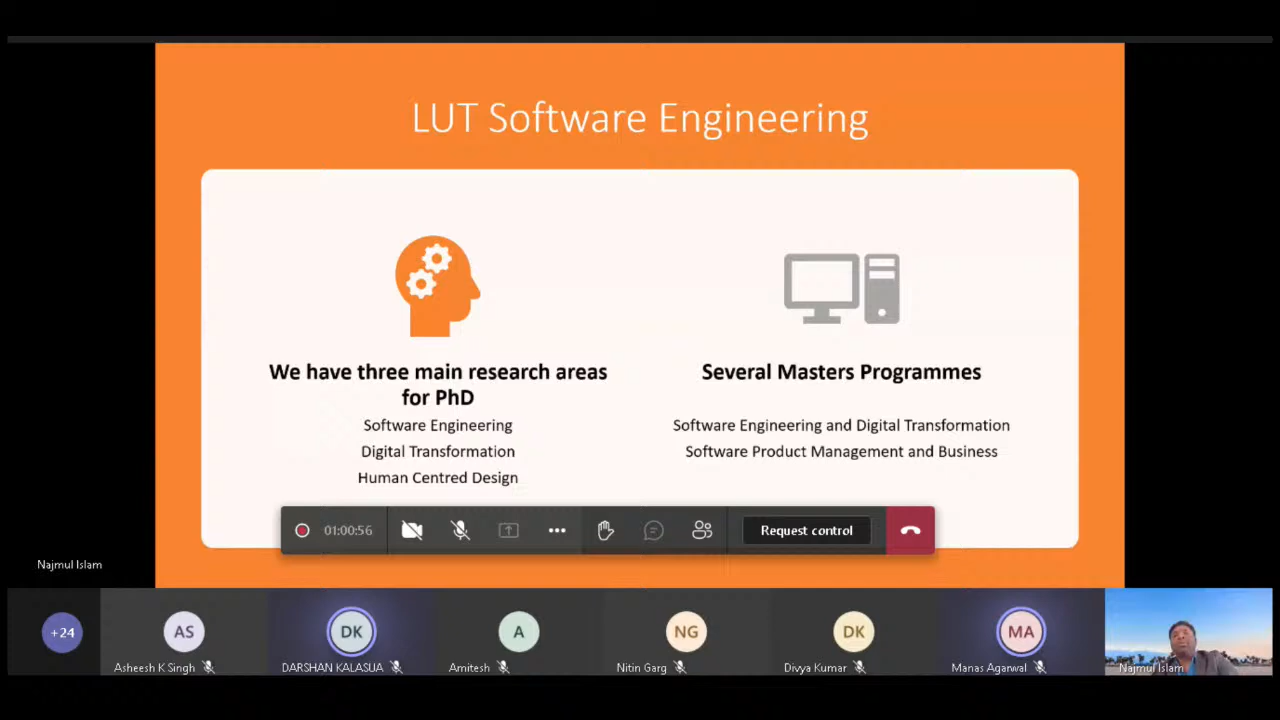 LUT Software Engineering
We have three main research areas
for PhD
Software Engineering
Digital Transformation
Human Centred Design
Several Masters Programmes
Software Engineering and Digital Transformation
Software Product Management and Business
01:00:56
Request control
Najmul Islam
+24
AS
Asheesh K Singh
DK
DARSHAN KALASUA
A
Amitesh
NG
Nitin Garg
DK
Divya Kumar
MA
Manas Agarwal
Najmul Islam